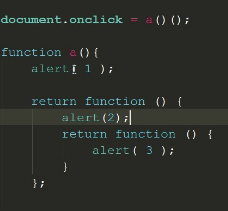 document.onclick = a()();
function a(){
    alert( 1 );
    return function () {
        alert(2);
        return function () {
            alert( 3 );
        }
    };